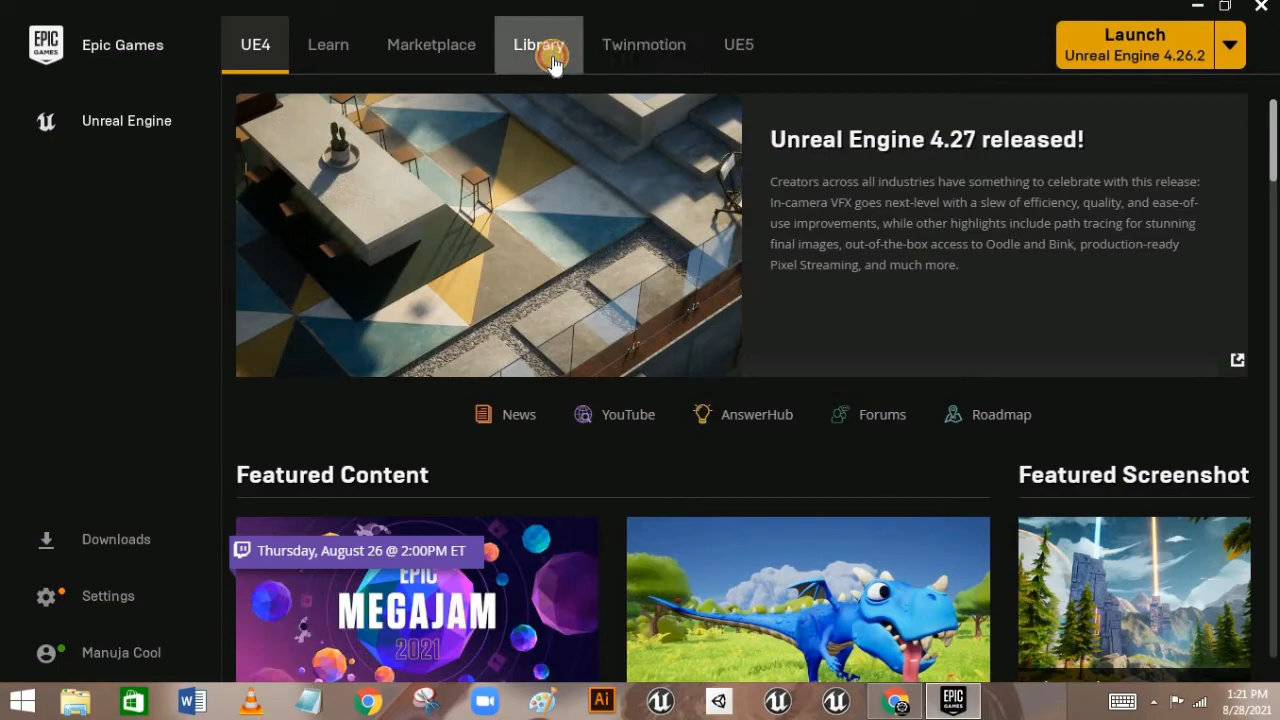 EPIC GAMES
Epic Games
UE4
Learn
Marketplace
Library
Twinmotion
UE5
Launch
Unreal Engine 4.26.2
Unreal Engine
Unreal Engine 4.27 released!
Creators across all industries have something to celebrate with this release:
In-camera VFX goes next-level with a slew of efficiency, quality, and ease-of-
use improvements, while other highlights include path tracing for stunning
final images, out-of-the-box access to Oodle and Bink, production-ready
Pixel Streaming, and much more.
News
YouTube
AnswerHub
Forums
Roadmap
Featured Content
Featured Screenshot
Thursday, August 26 @ 2:00PM ET
EPIC
MEGAJAM
2021
Downloads
Settings
Manuja Cool
Ai
EPIC GAMES
1:21 PM
8/28/2021